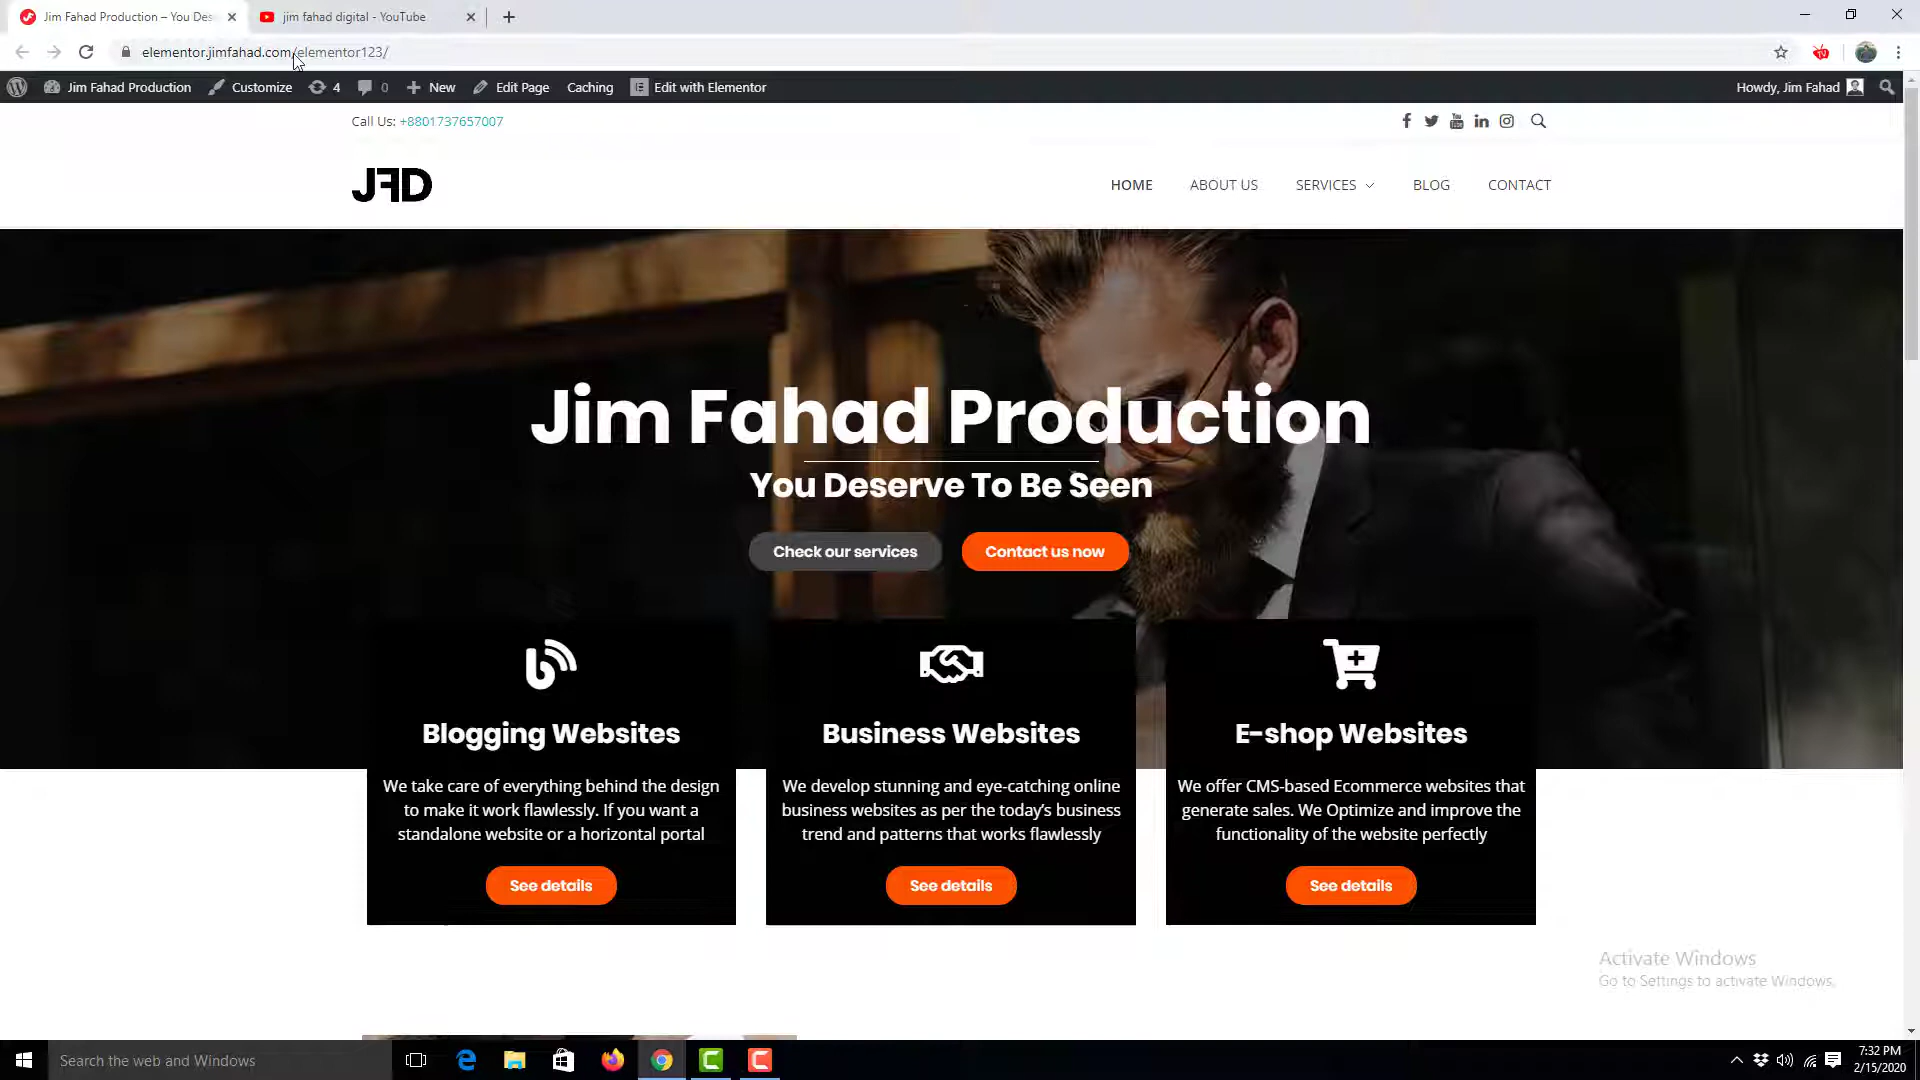 Jim Fahad Production – You Des
jim fahad digital - YouTube
elementor.jimfahad.com/elementor123/
Jim Fahad Production
Customize
4
0
New
Edit Page
Caching
Edit with Elementor
Howdy, Jim Fahad
Call Us: +8801737657007
JFD
HOME
ABOUT US
SERVICES
BLOG
CONTACT
Jim Fahad Production
You Deserve To Be Seen
Check our services
Contact us now
Blogging Websites
We take care of everything behind the design
to make it work flawlessly. If you want a
standalone website or a horizontal portal
See details
Business Websites
We develop stunning and eye-catching online
business websites as per the today's business
trend and patterns that works flawlessly
See details
E-shop Websites
We offer CMS-based Ecommerce websites that
generate sales. We Optimize and improve the
functionality of the website perfectly
See details
Activate Windows
Go to Settings to activate Windows.
Search the web and Windows
7:32 PM
2/15/2020